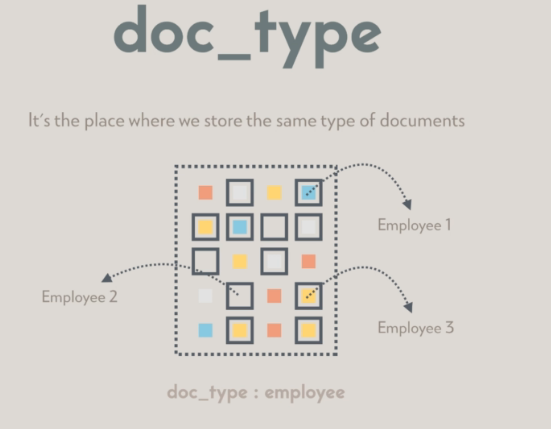 doc_type
It's the place where we store the same type of documents
Employee 1
Employee 2
Employee 3
doc_type : employee